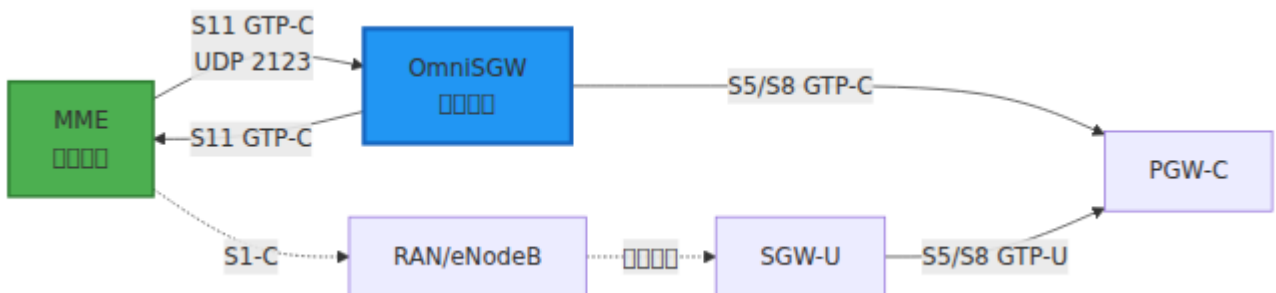 S11 GTP-C
UDP 2123
OmniSGW
MME
S11 GTP-C
S5/S8 GTP-C
PGW-C
S1-C
RAN/eNodeB
SGW-U
S5/S8 GTP-U